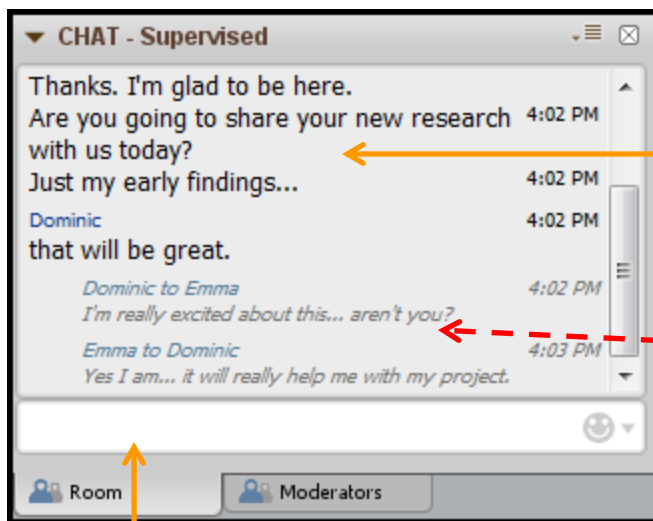 CHAT - Supervised
Thanks. I'm glad to be here.
Are you going to share your new research 4:02 PM
with us today?
Just my early findings... 4:02 PM
Dominic 4:02 PM
that will be great.
Dominic to Emma 4:02 PM
I'm really excited about this... aren't you?
Emma to Dominic 4:03 PM
Yes I am... it will really help me with my project.
Room Moderators